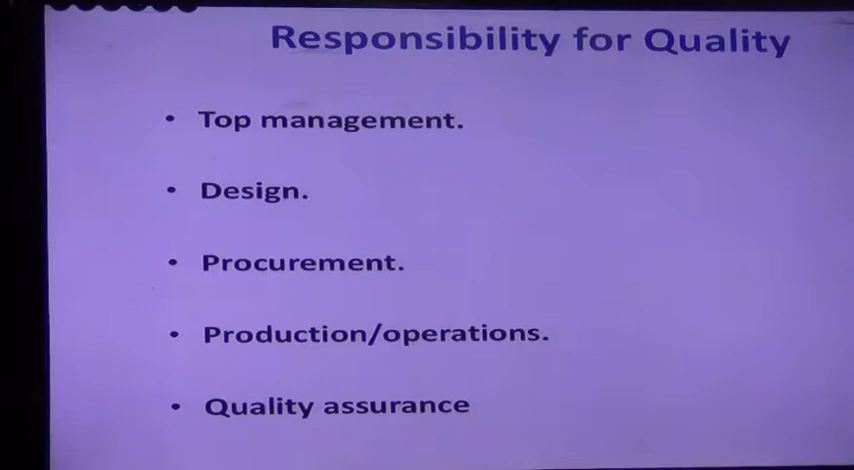 Responsibility for Quality
• Top management.
• Design.
• Procurement.
• Production/operations.
• Quality assurance